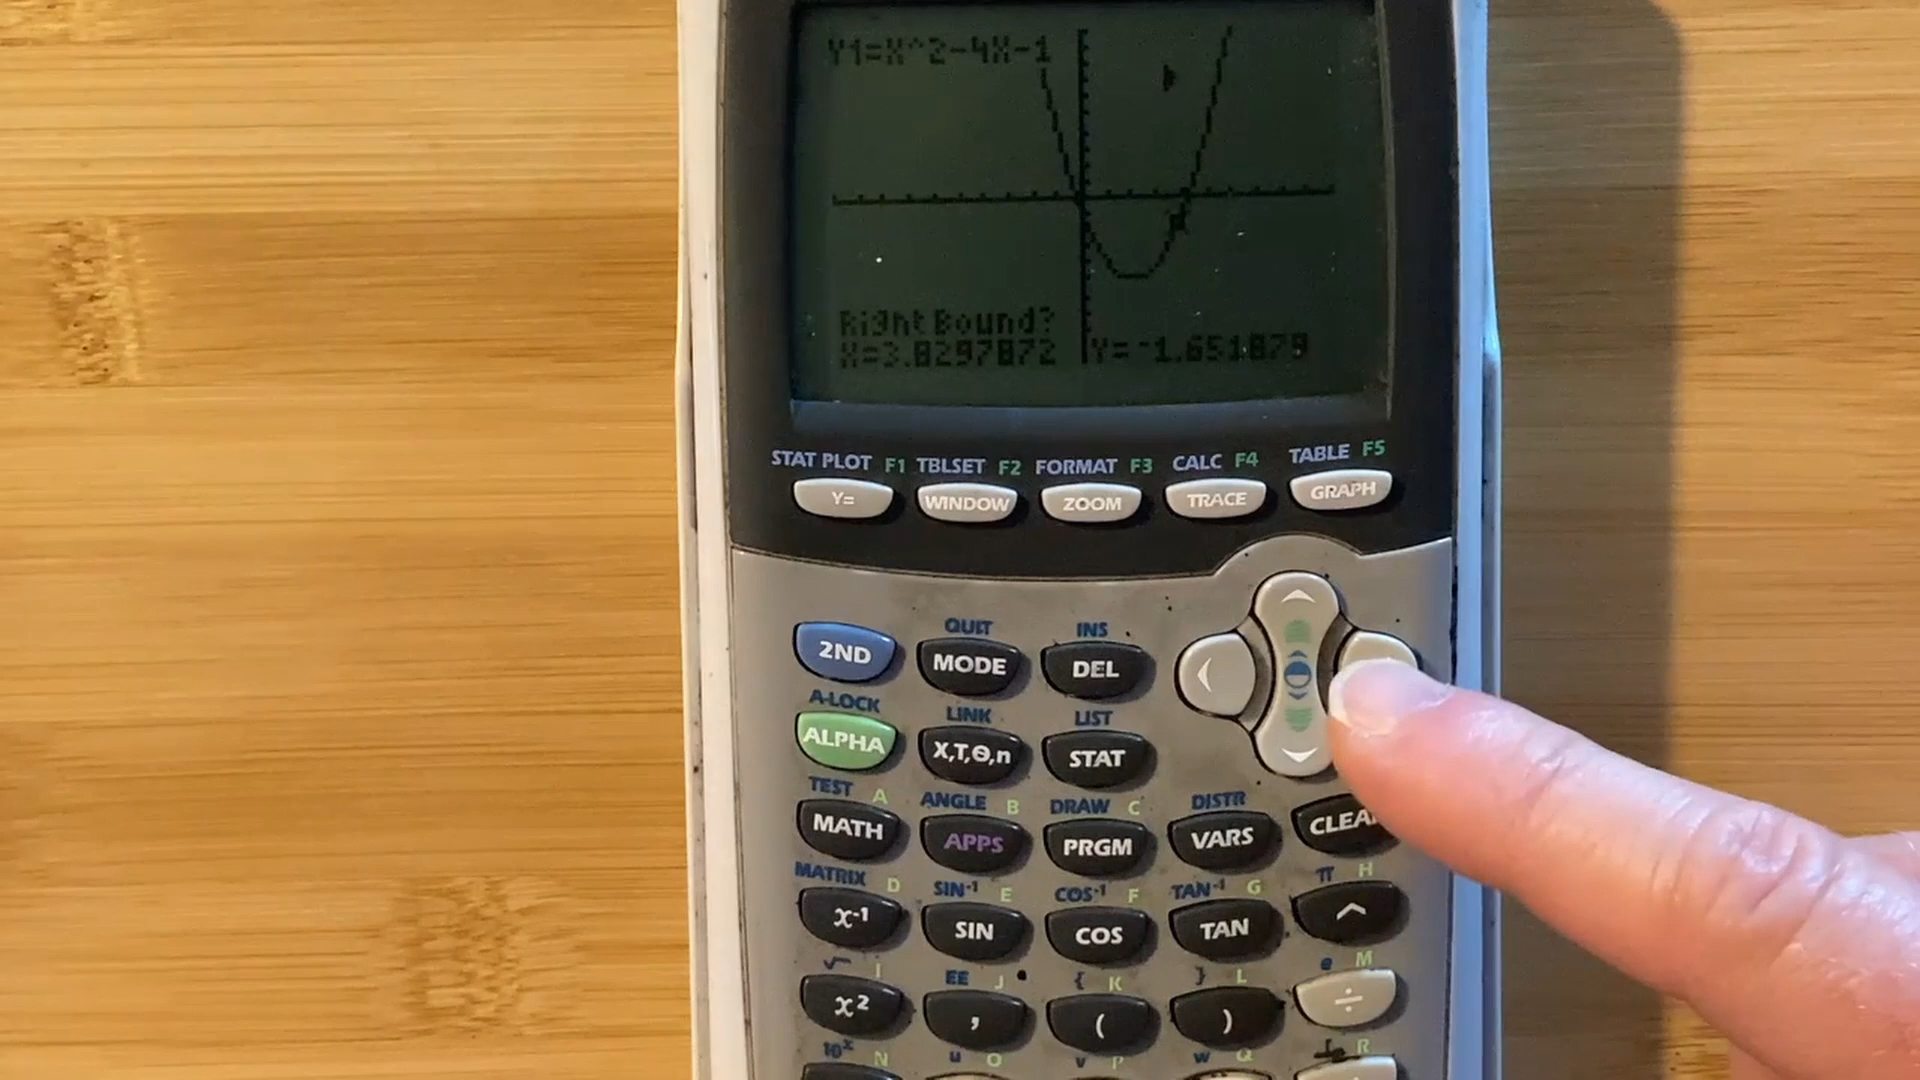 Y1=X^2-4X-1
Right Bound?
X=3.8297872 Y=-1.651879
STAT PLOT F1 TBLSET F2 FORMAT F3 CALC F4 TABLE F5
Y= WINDOW ZOOM TRACE GRAPH
QUIT INS
2ND MODE DEL
A-LOCK LINK LIST
ALPHA X,T,Θ,n STAT
TEST A ANGLE B DRAW C DISTR
MATH APPS PRGM VARS CLEA
MATRIX D SIN⁻¹ E COS⁻¹ F TAN⁻¹ G π H
x⁻¹ SIN COS TAN ^
√ I EE J { K } L e M
x² , ( ) ÷
10ˣ N u O v P w Q R